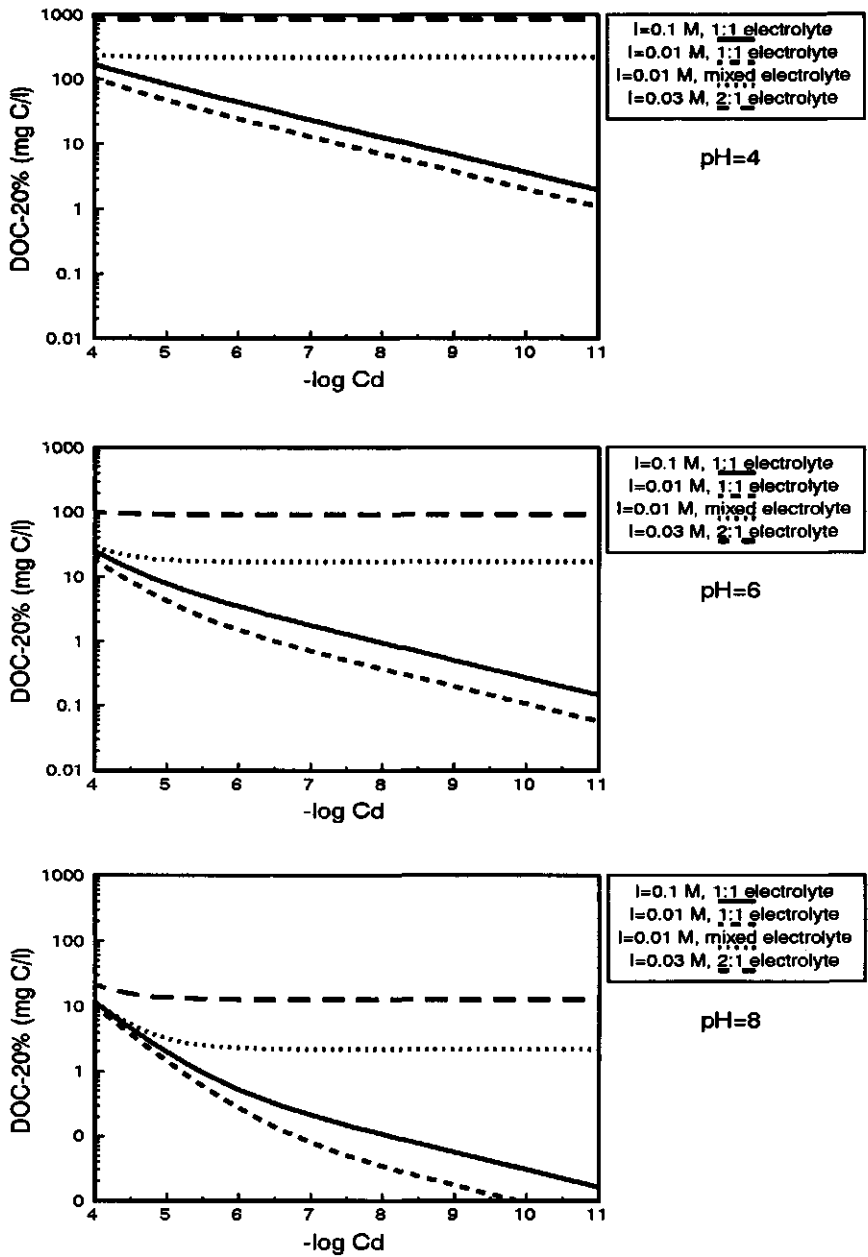 1000
100
10
1
0.1
0.01
DOC-20% (mg C/l)
4 5 6 7 8 9 10 11
-log Cd
I=0.1 M, 1:1 electrolyte
I=0.01 M, 1:1 electrolyte
I=0.01 M, mixed electrolyte
I=0.03 M, 2:1 electrolyte
pH=4
1000
100
10
1
0.1
0.01
DOC-20% (mg C/l)
4 5 6 7 8 9 10 11
-log Cd
I=0.1 M, 1:1 electrolyte
I=0.01 M, 1:1 electrolyte
I=0.01 M, mixed electrolyte
I=0.03 M, 2:1 electrolyte
pH=6
1000
100
10
1
0
0
DOC-20% (mg C/l)
4 5 6 7 8 9 10 11
-log Cd
I=0.1 M, 1:1 electrolyte
I=0.01 M, 1:1 electrolyte
I=0.01 M, mixed electrolyte
I=0.03 M, 2:1 electrolyte
pH=8